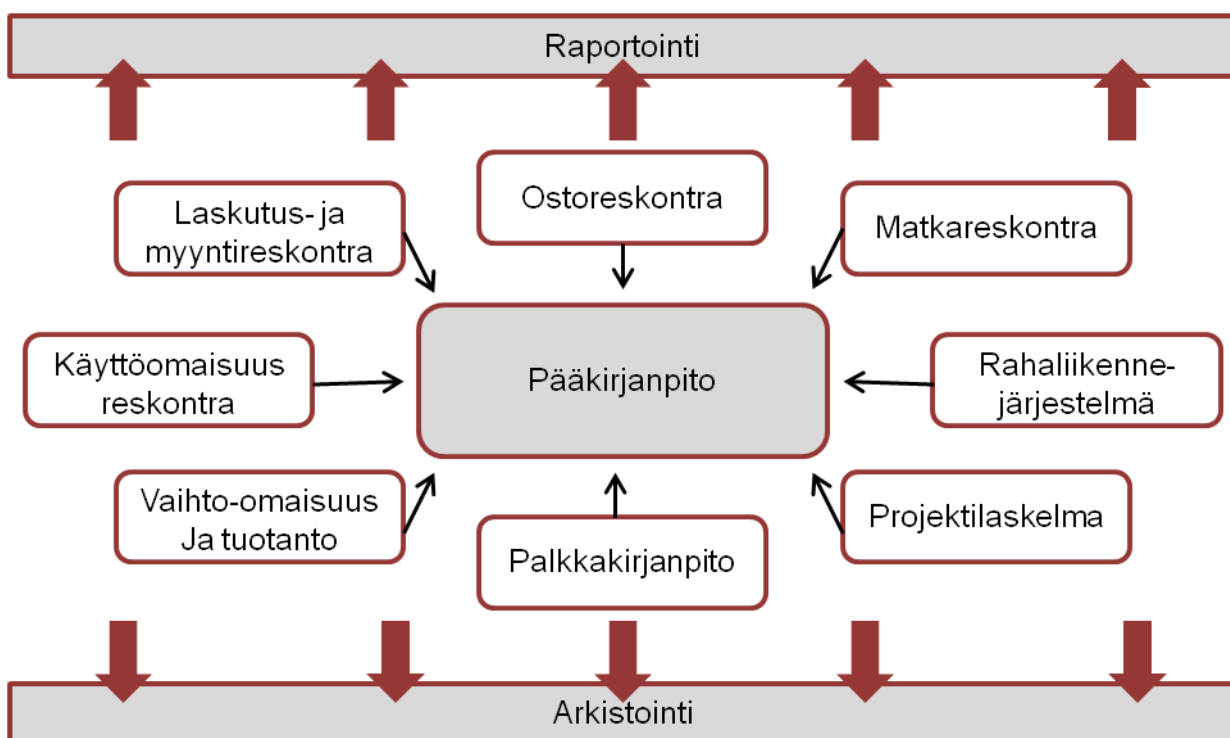 Raportointi
Ostoreskontra
Laskutus- ja
myyntireskontra
Matkareskontra
Käyttöomaisuus
reskontra
Pääkirjanpito
Rahaliikenne-
järjestelmä
Vaihto-omaisuus
Ja tuotanto
Palkkakirjanpito
Projektilaskelma
Arkistointi